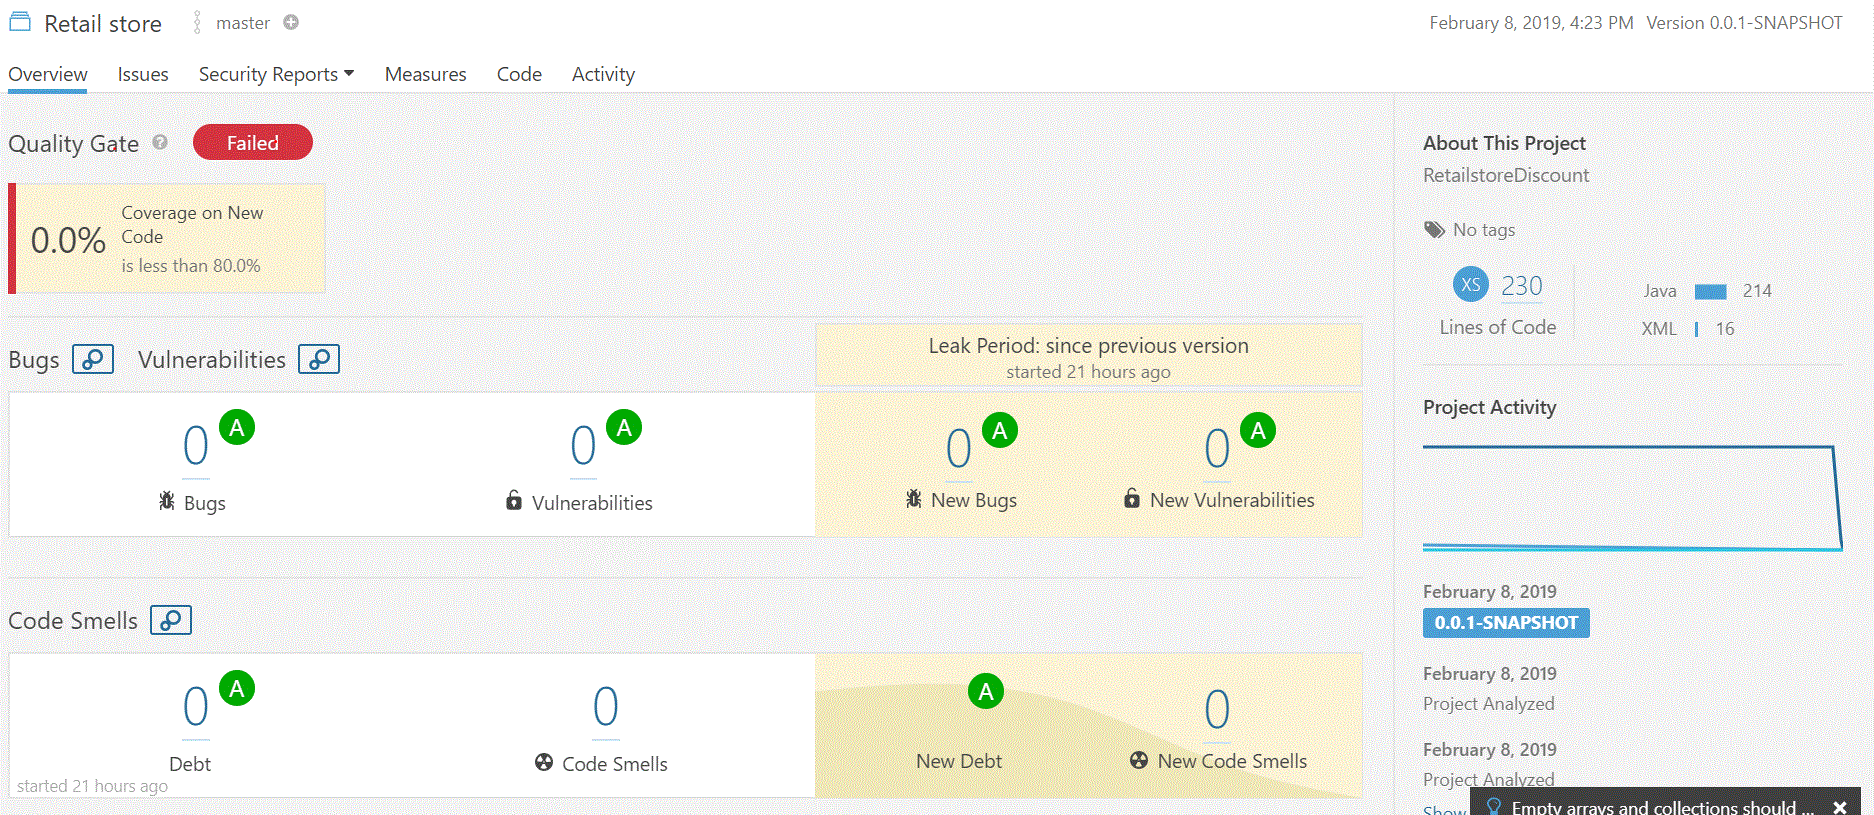 Retail store master
February 8, 2019, 4:23 PM Version 0.0.1-SNAPSHOT
Overview Issues Security Reports Measures Code Activity
Quality Gate ? Failed
0.0%
Coverage on New
Code
is less than 80.0%
Bugs Vulnerabilities
Leak Period: since previous version
started 21 hours ago
0 A
Bugs
0 A
Vulnerabilities
0 A
New Bugs
0 A
New Vulnerabilities
Code Smells
0 A
Debt
started 21 hours ago
0
Code Smells
A
New Debt
0
New Code Smells
About This Project
RetailstoreDiscount
No tags
XS 230
Lines of Code
Java 214
XML 16
Project Activity
February 8, 2019
0.0.1-SNAPSHOT
February 8, 2019
Project Analyzed
February 8, 2019
Project Analyzed
Show
Empty arrays and collections should ...